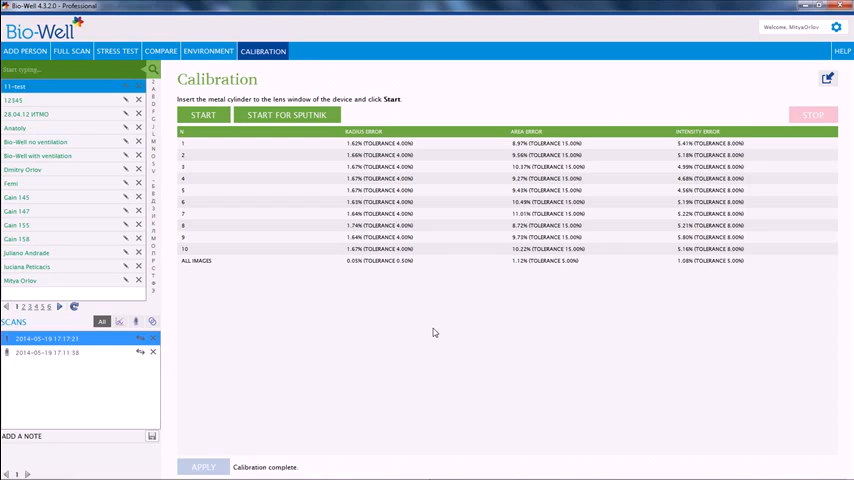 Bio-Well 4.3.2.0 - Professional
Bio-Well
Welcome, MityaOrlov
ADD PERSON FULL SCAN STRESS TEST COMPARE ENVIRONMENT CALIBRATION HELP
Start typing...
11-test
12345
28.04.12 ИТМО
Anatoly
Bio-Well no ventilation
Bio-Well with ventilation
Dmitry Orlov
Femi
Gain 145
Gain 147
Gain 155
Gain 158
Juliano Andrade
luciana Peticacis
Mitya Orlov
1 2 3 4 5 6
SCANS All
2014-05-19 17:17:21
2014-05-19 17:11:38
ADD A NOTE
1
Calibration
Insert the metal cylinder to the lens window of the device and click Start.
START START FOR SPUTNIK STOP
N RADIUS ERROR AREA ERROR INTENSITY ERROR
1 1.62% (TOLERANCE 4.00%) 8.97% (TOLERANCE 15.00%) 5.41% (TOLERANCE 8.00%)
2 1.66% (TOLERANCE 4.00%) 9.56% (TOLERANCE 15.00%) 5.18% (TOLERANCE 8.00%)
3 1.67% (TOLERANCE 4.00%) 10.37% (TOLERANCE 15.00%) 4.99% (TOLERANCE 8.00%)
4 1.67% (TOLERANCE 4.00%) 9.27% (TOLERANCE 15.00%) 4.68% (TOLERANCE 8.00%)
5 1.67% (TOLERANCE 4.00%) 9.43% (TOLERANCE 15.00%) 4.56% (TOLERANCE 8.00%)
6 1.63% (TOLERANCE 4.00%) 10.49% (TOLERANCE 15.00%) 5.19% (TOLERANCE 8.00%)
7 1.64% (TOLERANCE 4.00%) 11.01% (TOLERANCE 15.00%) 5.22% (TOLERANCE 8.00%)
8 1.74% (TOLERANCE 4.00%) 8.72% (TOLERANCE 15.00%) 5.21% (TOLERANCE 8.00%)
9 1.64% (TOLERANCE 4.00%) 9.73% (TOLERANCE 15.00%) 5.80% (TOLERANCE 8.00%)
10 1.67% (TOLERANCE 4.00%) 10.22% (TOLERANCE 15.00%) 5.16% (TOLERANCE 8.00%)
ALL IMAGES 0.05% (TOLERANCE 0.50%) 1.12% (TOLERANCE 5.00%) 1.08% (TOLERANCE 5.00%)
APPLY Calibration complete.